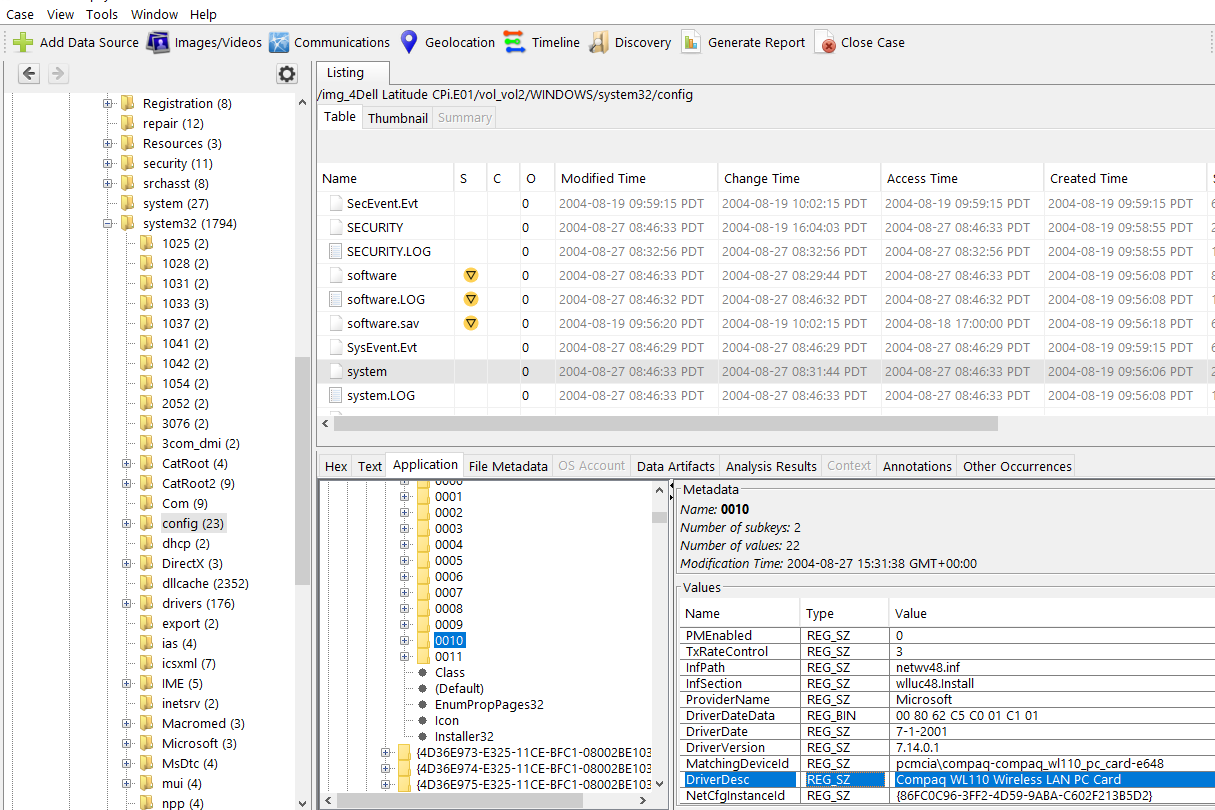 Case View Tools Window Help
Add Data Source Images/Videos Communications Geolocation Timeline Discovery Generate Report Close Case
Registration (8)
repair (12)
Resources (3)
security (11)
srchasst (8)
system (27)
system32 (1794)
1025 (2)
1028 (2)
1031 (2)
1033 (3)
1037 (2)
1041 (2)
1042 (2)
1054 (2)
2052 (2)
3076 (2)
3com_dmi (2)
CatRoot (4)
CatRoot2 (9)
Com (9)
config (23)
dhcp (2)
DirectX (3)
dllcache (2352)
drivers (176)
export (2)
ias (4)
icsxml (7)
IME (5)
inetsrv (2)
Macromed (3)
Microsoft (3)
MsDtc (4)
mui (4)
npp (4)
Listing
/img_4Dell Latitude CPi.E01/vol_vol2/WINDOWS/system32/config
Table Thumbnail Summary
Name S C O Modified Time Change Time Access Time Created Time
SecEvent.Evt 0 2004-08-19 09:59:15 PDT 2004-08-19 10:02:15 PDT 2004-08-19 09:59:15 PDT 2004-08-19 09:59:15 PDT
SECURITY 0 2004-08-27 08:46:33 PDT 2004-08-19 16:04:03 PDT 2004-08-27 08:46:33 PDT 2004-08-19 09:58:55 PDT
SECURITY.LOG 0 2004-08-27 08:32:56 PDT 2004-08-27 08:32:56 PDT 2004-08-27 08:32:56 PDT 2004-08-19 09:58:55 PDT
software 0 2004-08-27 08:46:33 PDT 2004-08-27 08:29:44 PDT 2004-08-27 08:46:33 PDT 2004-08-19 09:56:08 PDT
software.LOG 0 2004-08-27 08:46:32 PDT 2004-08-27 08:46:32 PDT 2004-08-27 08:46:32 PDT 2004-08-19 09:56:08 PDT
software.sav 0 2004-08-19 09:56:20 PDT 2004-08-19 10:02:15 PDT 2004-08-18 17:00:00 PDT 2004-08-19 09:56:18 PDT
SysEvent.Evt 0 2004-08-27 08:46:29 PDT 2004-08-27 08:46:29 PDT 2004-08-27 08:46:29 PDT 2004-08-19 09:59:15 PDT
system 0 2004-08-27 08:46:33 PDT 2004-08-27 08:31:44 PDT 2004-08-27 08:46:33 PDT 2004-08-19 09:56:06 PDT
system.LOG 0 2004-08-27 08:46:33 PDT 2004-08-27 08:46:33 PDT 2004-08-27 08:46:33 PDT 2004-08-19 09:56:08 PDT
Hex Text Application File Metadata OS Account Data Artifacts Analysis Results Context Annotations Other Occurrences
0000
0001
0002
0003
0004
0005
0006
0007
0008
0009
0010
0011
Class
(Default)
EnumPropPages32
Icon
Installer32
{4D36E973-E325-11CE-BFC1-08002BE103
{4D36E974-E325-11CE-BFC1-08002BE103
{4D36E975-E325-11CE-BFC1-08002BE103
Metadata
Name: 0010
Number of subkeys: 2
Number of values: 22
Modification Time: 2004-08-27 15:31:38 GMT+00:00
Values
Name Type Value
PMEnabled REG_SZ 0
TxRateControl REG_SZ 3
InfPath REG_SZ netwv48.inf
InfSection REG_SZ wlluc48.Install
ProviderName REG_SZ Microsoft
DriverDateData REG_BIN 00 80 62 C5 C0 01 C1 01
DriverDate REG_SZ 7-1-2001
DriverVersion REG_SZ 7.14.0.1
MatchingDeviceId REG_SZ pcmcia\compaq-compaq_wl110_pc_card-e648
DriverDesc REG_SZ Compaq WL110 Wireless LAN PC Card
NetCfgInstanceId REG_SZ {86FC0C96-3FF2-4D59-9ABA-C602F213B5D2}